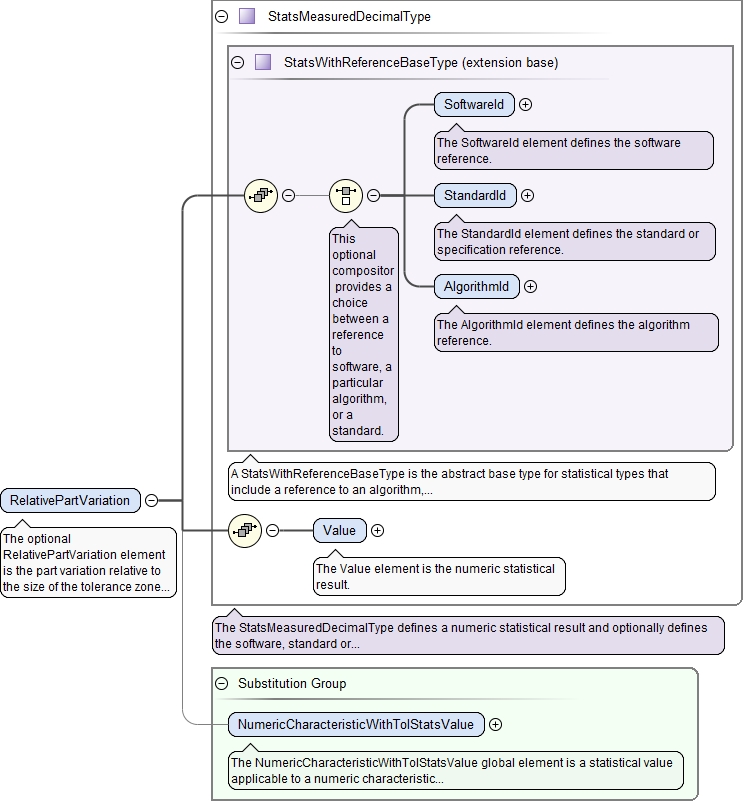 StatsMeasuredDecimalType
StatsWithReferenceBaseType (extension base)
SoftwareId
The SoftwareId element defines the software
reference.
StandardId
The StandardId element defines the standard or
specification reference.
AlgorithmId
The AlgorithmId element defines the algorithm
reference.
This
optional
compositor
provides a
choice
between a
reference
to
software, a
particular
algorithm,
or a
standard.
A StatsWithReferenceBaseType is the abstract base type for statistical types that
include a reference to an algorithm,...
RelativePartVariation
The optional
RelativePartVariation element
is the part variation relative to
the size of the tolerance zone...
Value
The Value element is the numeric statistical
result.
The StatsMeasuredDecimalType defines a numeric statistical result and optionally defines
the software, standard or...
Substitution Group
NumericCharacteristicWithTolStatsValue
The NumericCharacteristicWithTolStatsValue global element is a statistical value
applicable to a numeric characteristic...